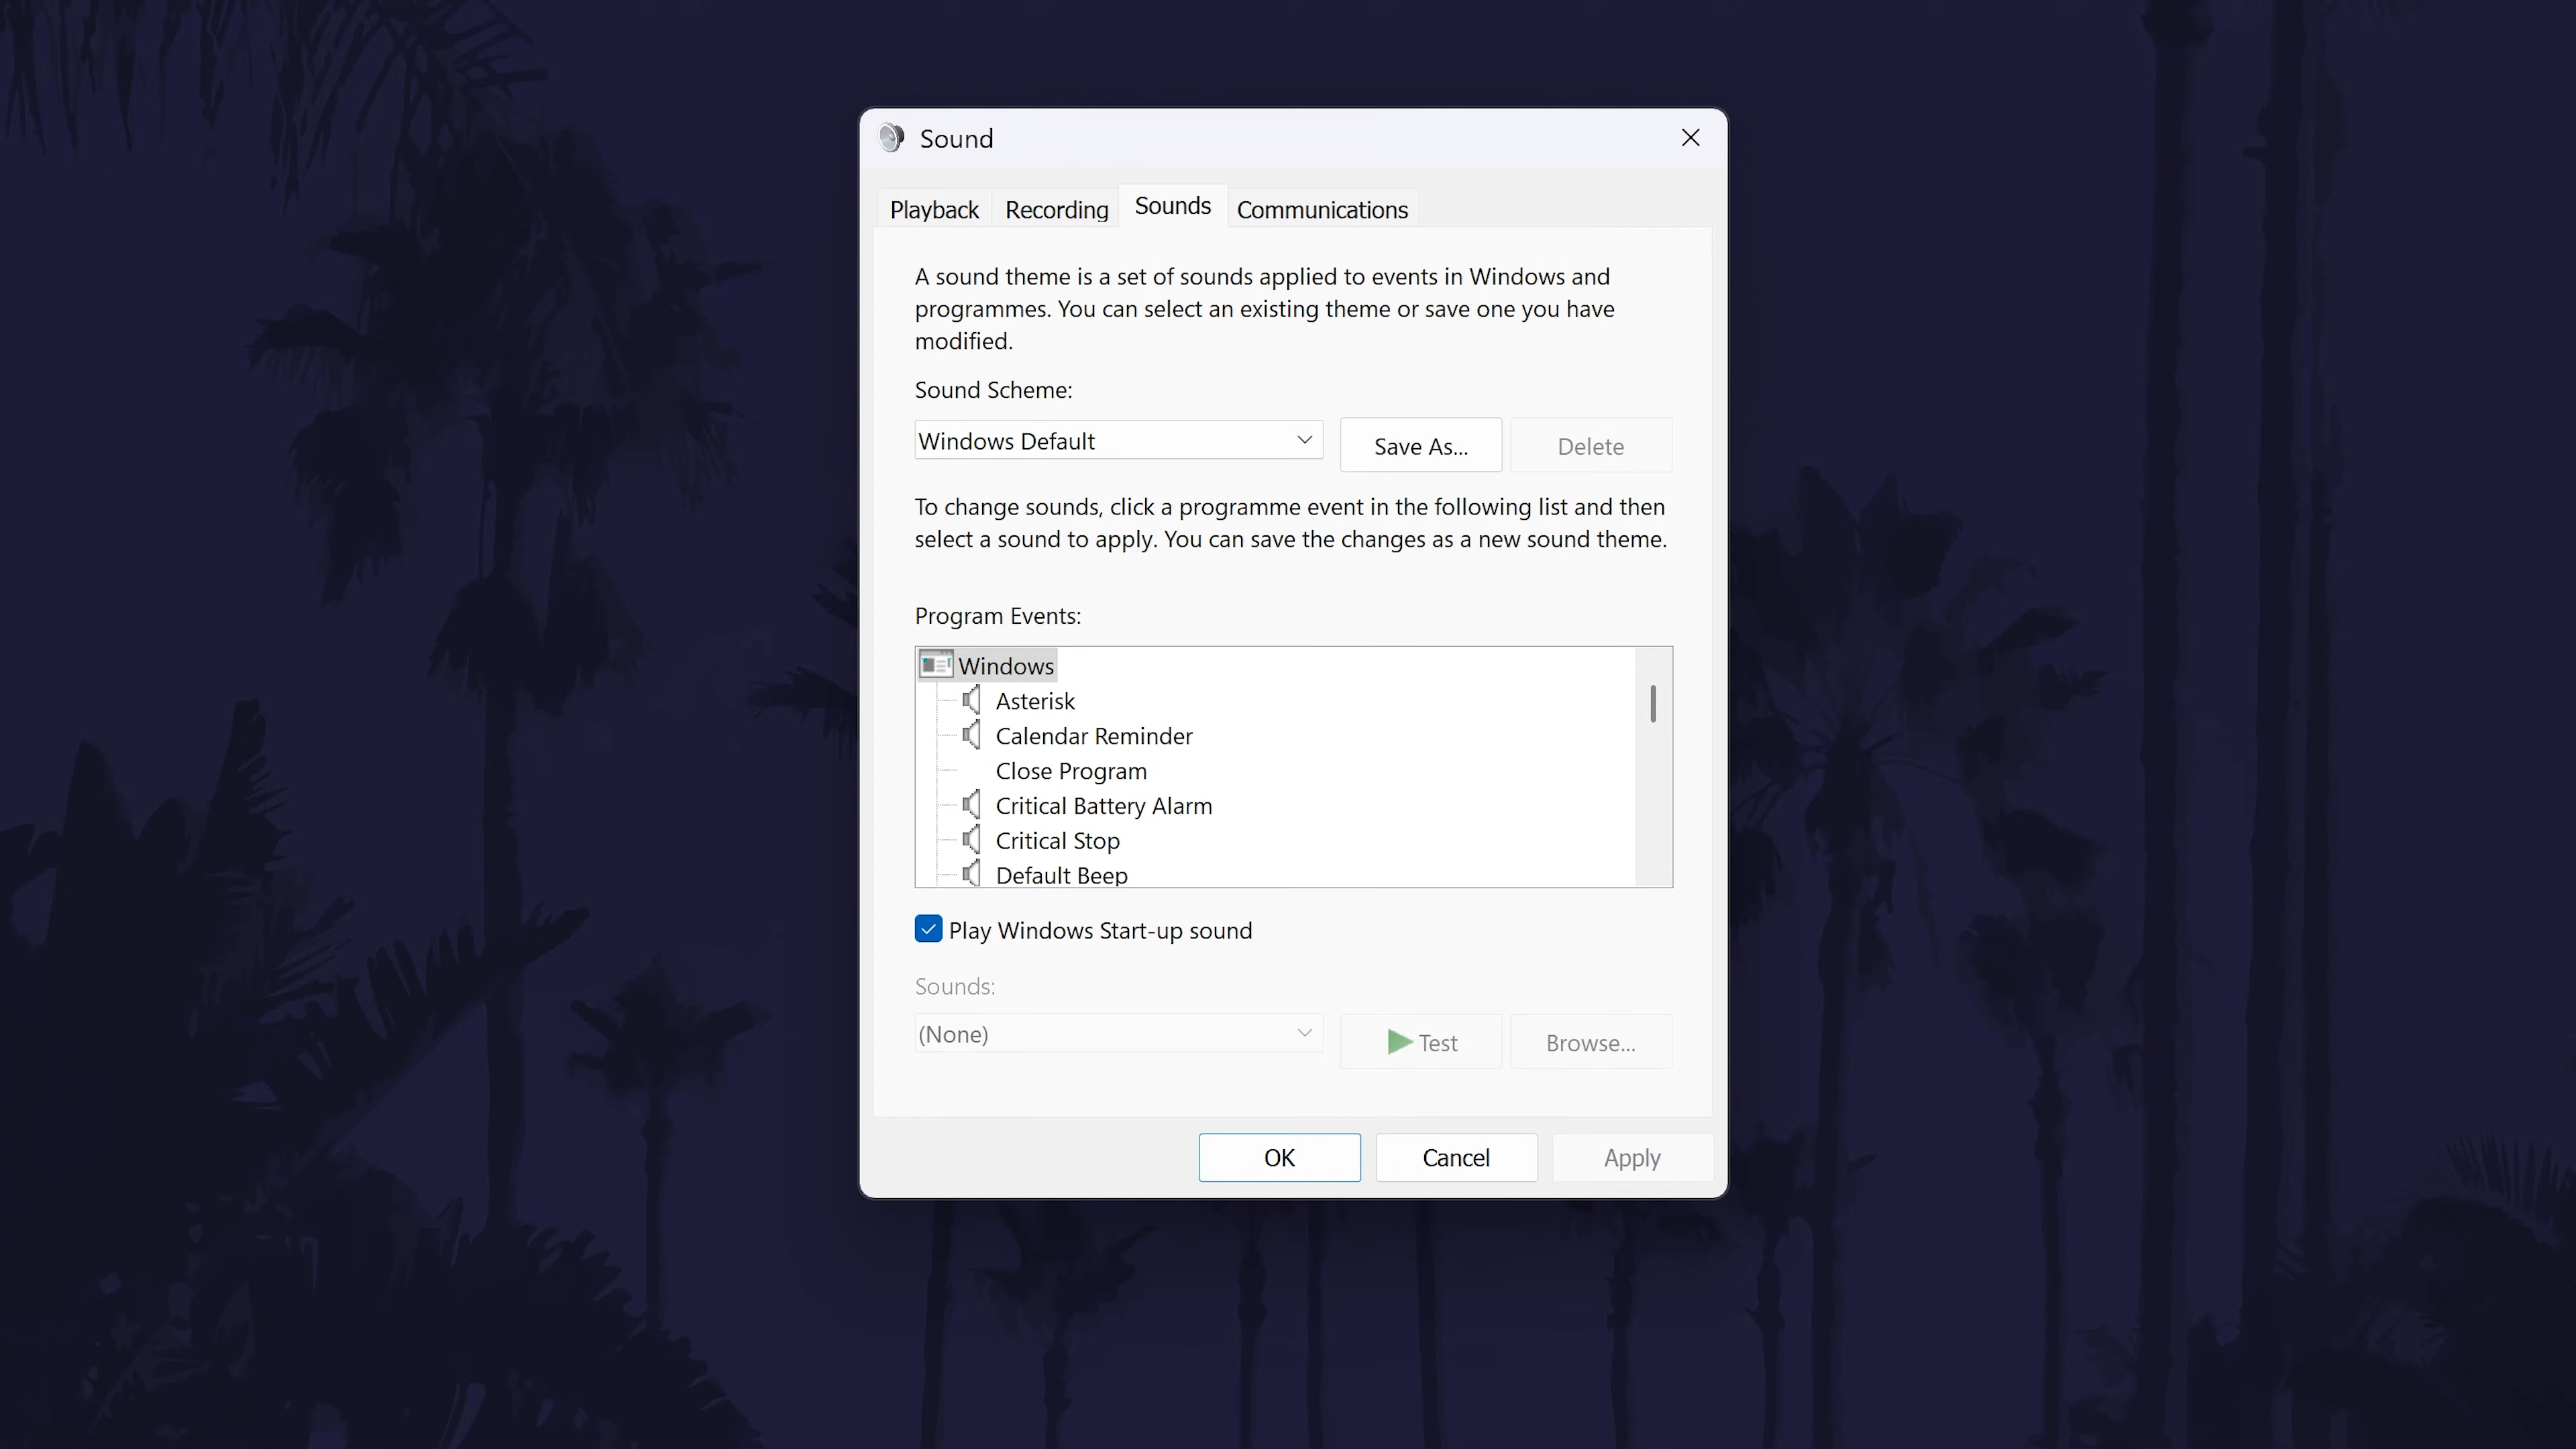 Sound
Playback Recording Sounds Communications
A sound theme is a set of sounds applied to events in Windows and
programmes. You can select an existing theme or save one you have
modified.
Sound Scheme:
Windows Default Save As... Delete
To change sounds, click a programme event in the following list and then
select a sound to apply. You can save the changes as a new sound theme.
Program Events:
Windows
Asterisk
Calendar Reminder
Close Program
Critical Battery Alarm
Critical Stop
Default Beep
Play Windows Start-up sound
Sounds:
(None) Test Browse...
OK Cancel Apply